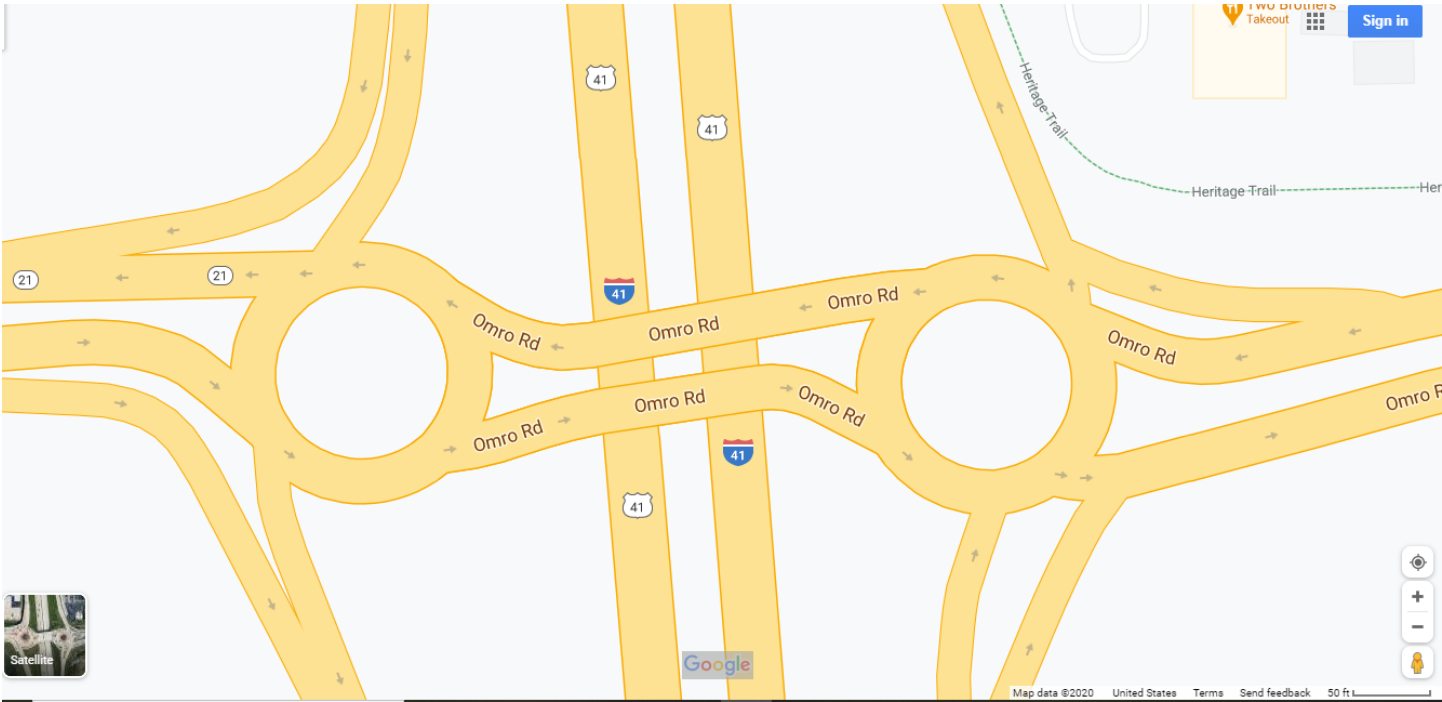 Two Brothers
Takeout
Sign in
41
Heritage Trail
41
Heritage Trail
Her
21
21
41
Omro Rd
Omro Rd
Omro Rd
Omro Rd
Omro Rd
Omro Rd
Omro Rd
Omro R
41
41
Satellite
Google
Map data ©2020
United States
Terms
Send feedback
50 ft